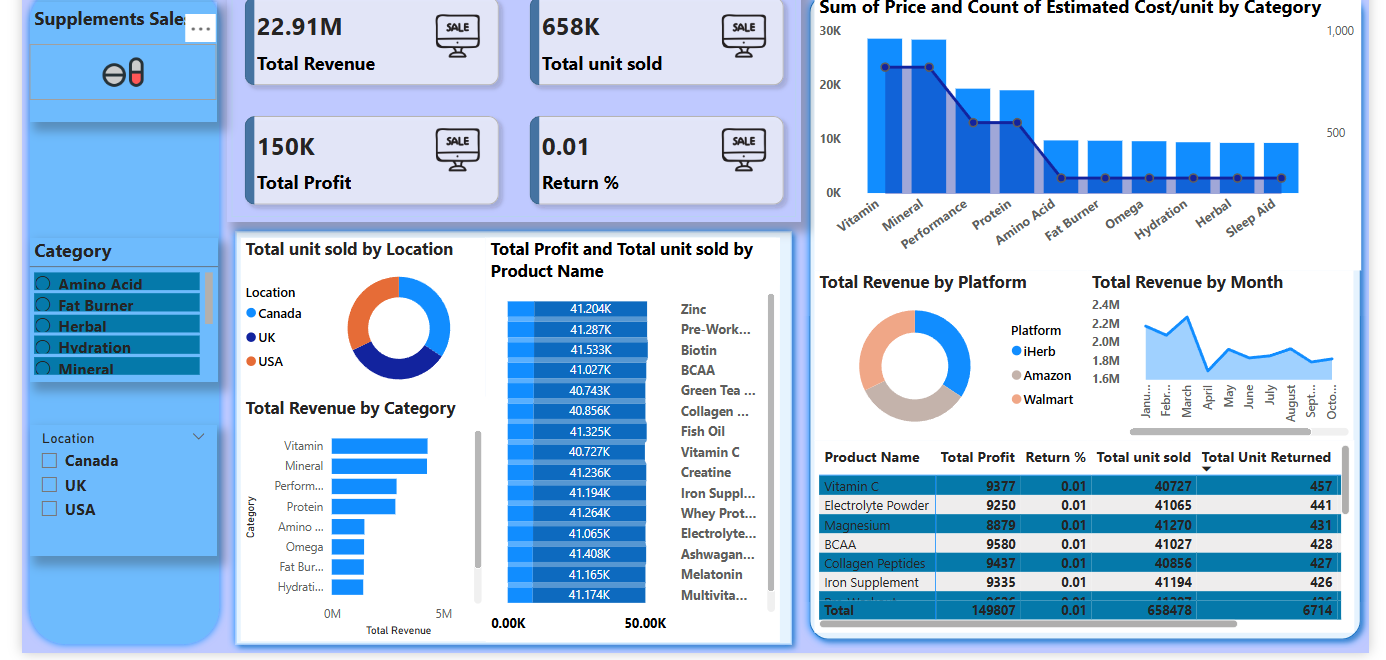 Supplements Sale
...
22.91M
Total Revenue
SALE
658K
Total unit sold
SALE
150K
Total Profit
SALE
0.01
Return %
SALE
Category
Amino Acid
Fat Burner
Herbal
Hydration
Mineral
Location
Canada
UK
USA
Total unit sold by Location
Location
Canada
UK
USA
Total Revenue by Category
Category
Vitamin
Mineral
Perform...
Protein
Amino ...
Omega
Fat Bur...
Hydrati...
0M 5M
Total Revenue
Total Profit and Total unit sold by
Product Name
41.204K Zinc
41.287K Pre-Work...
41.533K Biotin
41.027K BCAA
40.743K Green Tea ...
40.856K Collagen ...
41.325K Fish Oil
40.727K Vitamin C
41.236K Creatine
41.194K Iron Suppl...
41.264K Whey Prot...
41.065K Electrolyte...
41.408K Ashwagan...
41.165K Melatonin
41.174K Multivita...
0.00K 50.00K
Sum of Price and Count of Estimated Cost/unit by Category
30K
20K
10K
0K
1,000
500
Vitamin
Mineral
Performance
Protein
Amino Acid
Fat Burner
Omega
Hydration
Herbal
Sleep Aid
Total Revenue by Platform
Platform
iHerb
Amazon
Walmart
Total Revenue by Month
2.4M
2.2M
2.0M
1.8M
1.6M
Janu...
Febr...
March
April
May
June
July
August
Sept...
Octo...
Product Name Total Profit Return % Total unit sold Total Unit Returned
Vitamin C 9377 0.01 40727 457
Electrolyte Powder 9250 0.01 41065 441
Magnesium 8879 0.01 41270 431
BCAA 9580 0.01 41027 428
Collagen Peptides 9437 0.01 40856 427
Iron Supplement 9335 0.01 41194 426
Total 149807 0.01 658478 6714